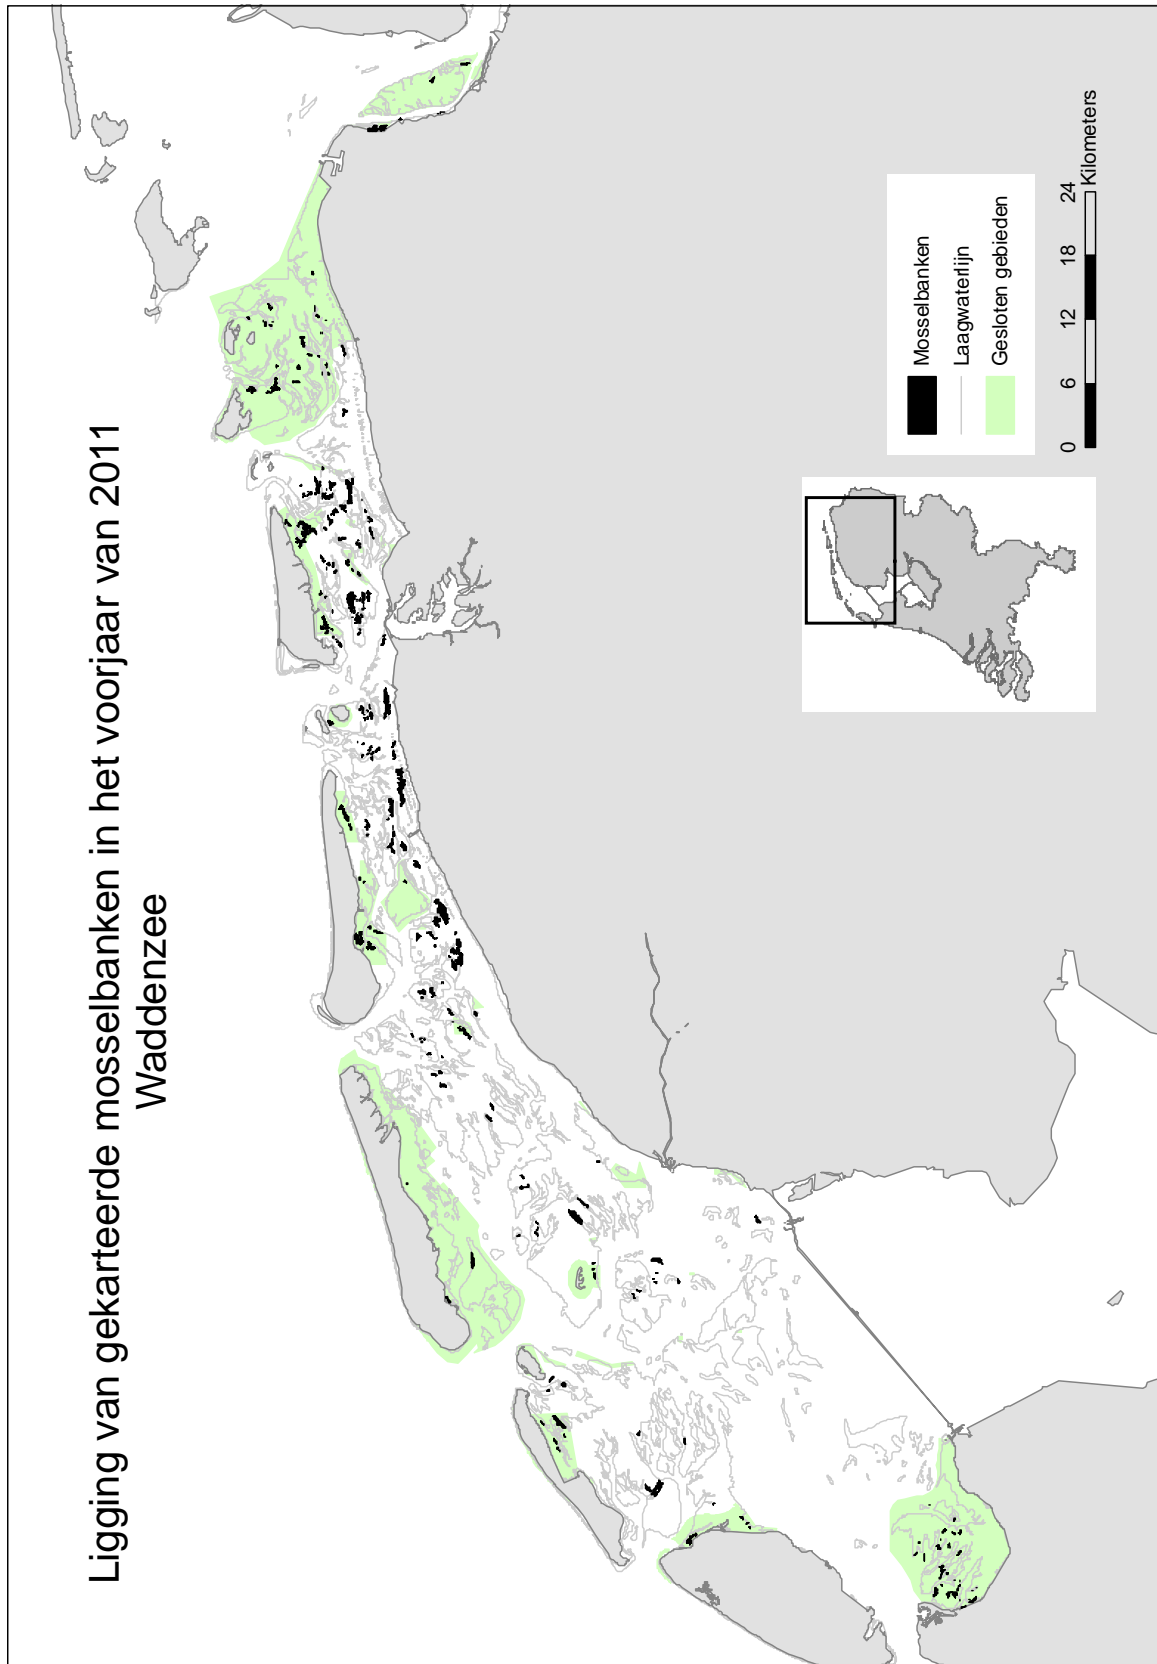 Ligging van gekarteerde mosselbanken in het voorjaar van 2011
Waddenzee
Mosselbanken
Laagwaterlijn
Gesloten gebieden
0 6 12 18 24
Kilometers